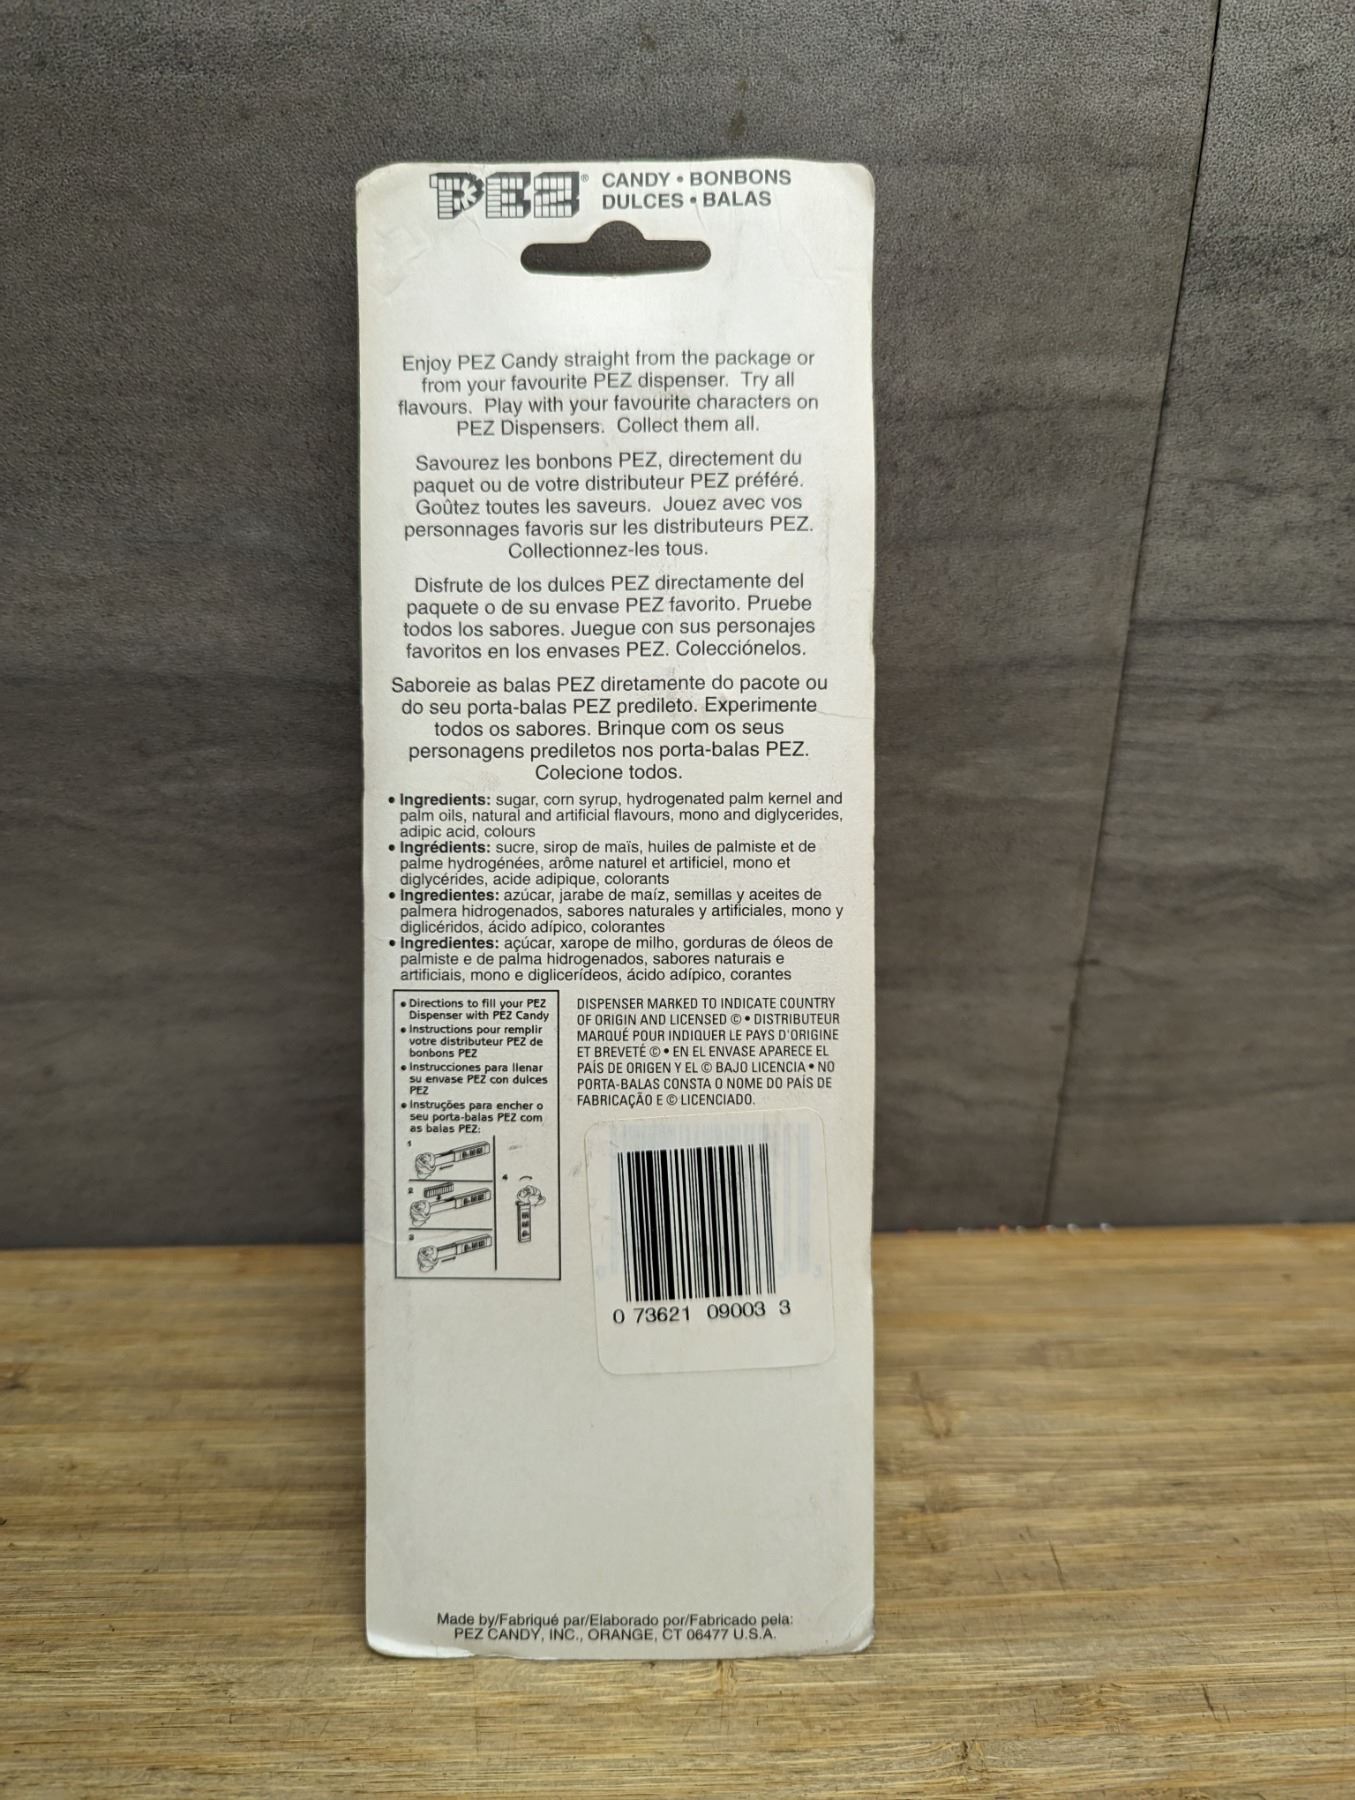 PEZ® CANDY • BONBONS
DULCES • BALAS
Enjoy PEZ Candy straight from the package or
from your favourite PEZ dispenser. Try all
flavours. Play with your favourite characters on
PEZ Dispensers. Collect them all.
Savourez les bonbons PEZ, directement du
paquet ou de votre distributeur PEZ préféré.
Goûtez toutes les saveurs. Jouez avec vos
personnages favoris sur les distributeurs PEZ.
Collectionnez-les tous.
Disfrute de los dulces PEZ directamente del
paquete o de su envase PEZ favorito. Pruebe
todos los sabores. Juegue con sus personajes
favoritos en los envases PEZ. Colecciónelos.
Saboreie as balas PEZ diretamente do pacote ou
do seu porta-balas PEZ predileto. Experimente
todos os sabores. Brinque com os seus
personagens prediletos nos porta-balas PEZ.
Colecione todos.
• Ingredients: sugar, corn syrup, hydrogenated palm kernel and
palm oils, natural and artificial flavours, mono and diglycerides,
adipic acid, colours
• Ingrédients: sucre, sirop de maïs, huiles de palmiste et de
palme hydrogénées, arôme naturel et artificiel, mono et
diglycérides, acide adipique, colorants
• Ingredientes: azúcar, jarabe de maíz, semillas y aceites de
palmera hidrogenados, sabores naturales y artificiales, mono y
diglicéridos, ácido adípico, colorantes
• Ingredientes: açúcar, xarope de milho, gorduras de óleos de
palmiste e de palma hidrogenados, sabores naturais e
artificiais, mono e diglicerídeos, ácido adípico, corantes
• Directions to fill your PEZ
Dispenser with PEZ Candy
• Instructions pour remplir
votre distributeur PEZ de
bonbons PEZ
• Instrucciones para llenar
su envase PEZ con dulces
PEZ
• Instruções para encher o
seu porta-balas PEZ com
as balas PEZ:
1
2
3
4
DISPENSER MARKED TO INDICATE COUNTRY
OF ORIGIN AND LICENSED © • DISTRIBUTEUR
MARQUÉ POUR INDIQUER LE PAYS D'ORIGINE
ET BREVETÉ © • EN EL ENVASE APARECE EL
PAÍS DE ORIGEN Y EL © BAJO LICENCIA • NO
PORTA-BALAS CONSTA O NOME DO PAÍS DE
FABRICAÇÃO E © LICENCIADO.
0 73621 09003 3
Made by/Fabriqué par/Elaborado por/Fabricado pela:
PEZ CANDY, INC., ORANGE, CT 06477 U.S.A.